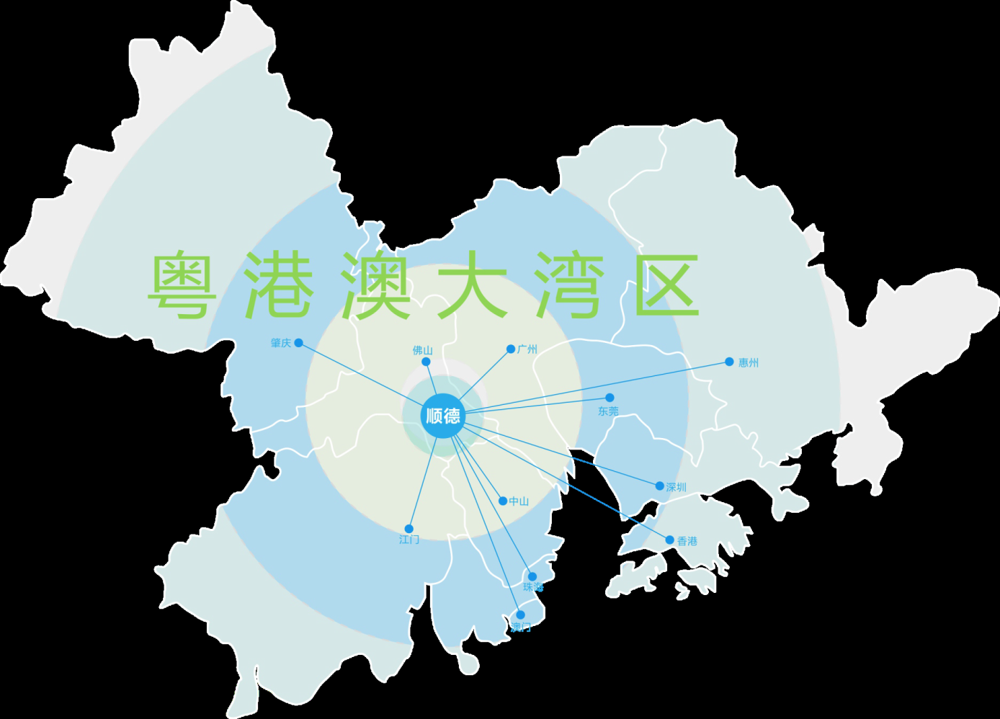 粤港澳大湾区
肇庆
佛山
广州
惠州
东莞
顺德
深圳
中山
江门
香港
珠海
澳门